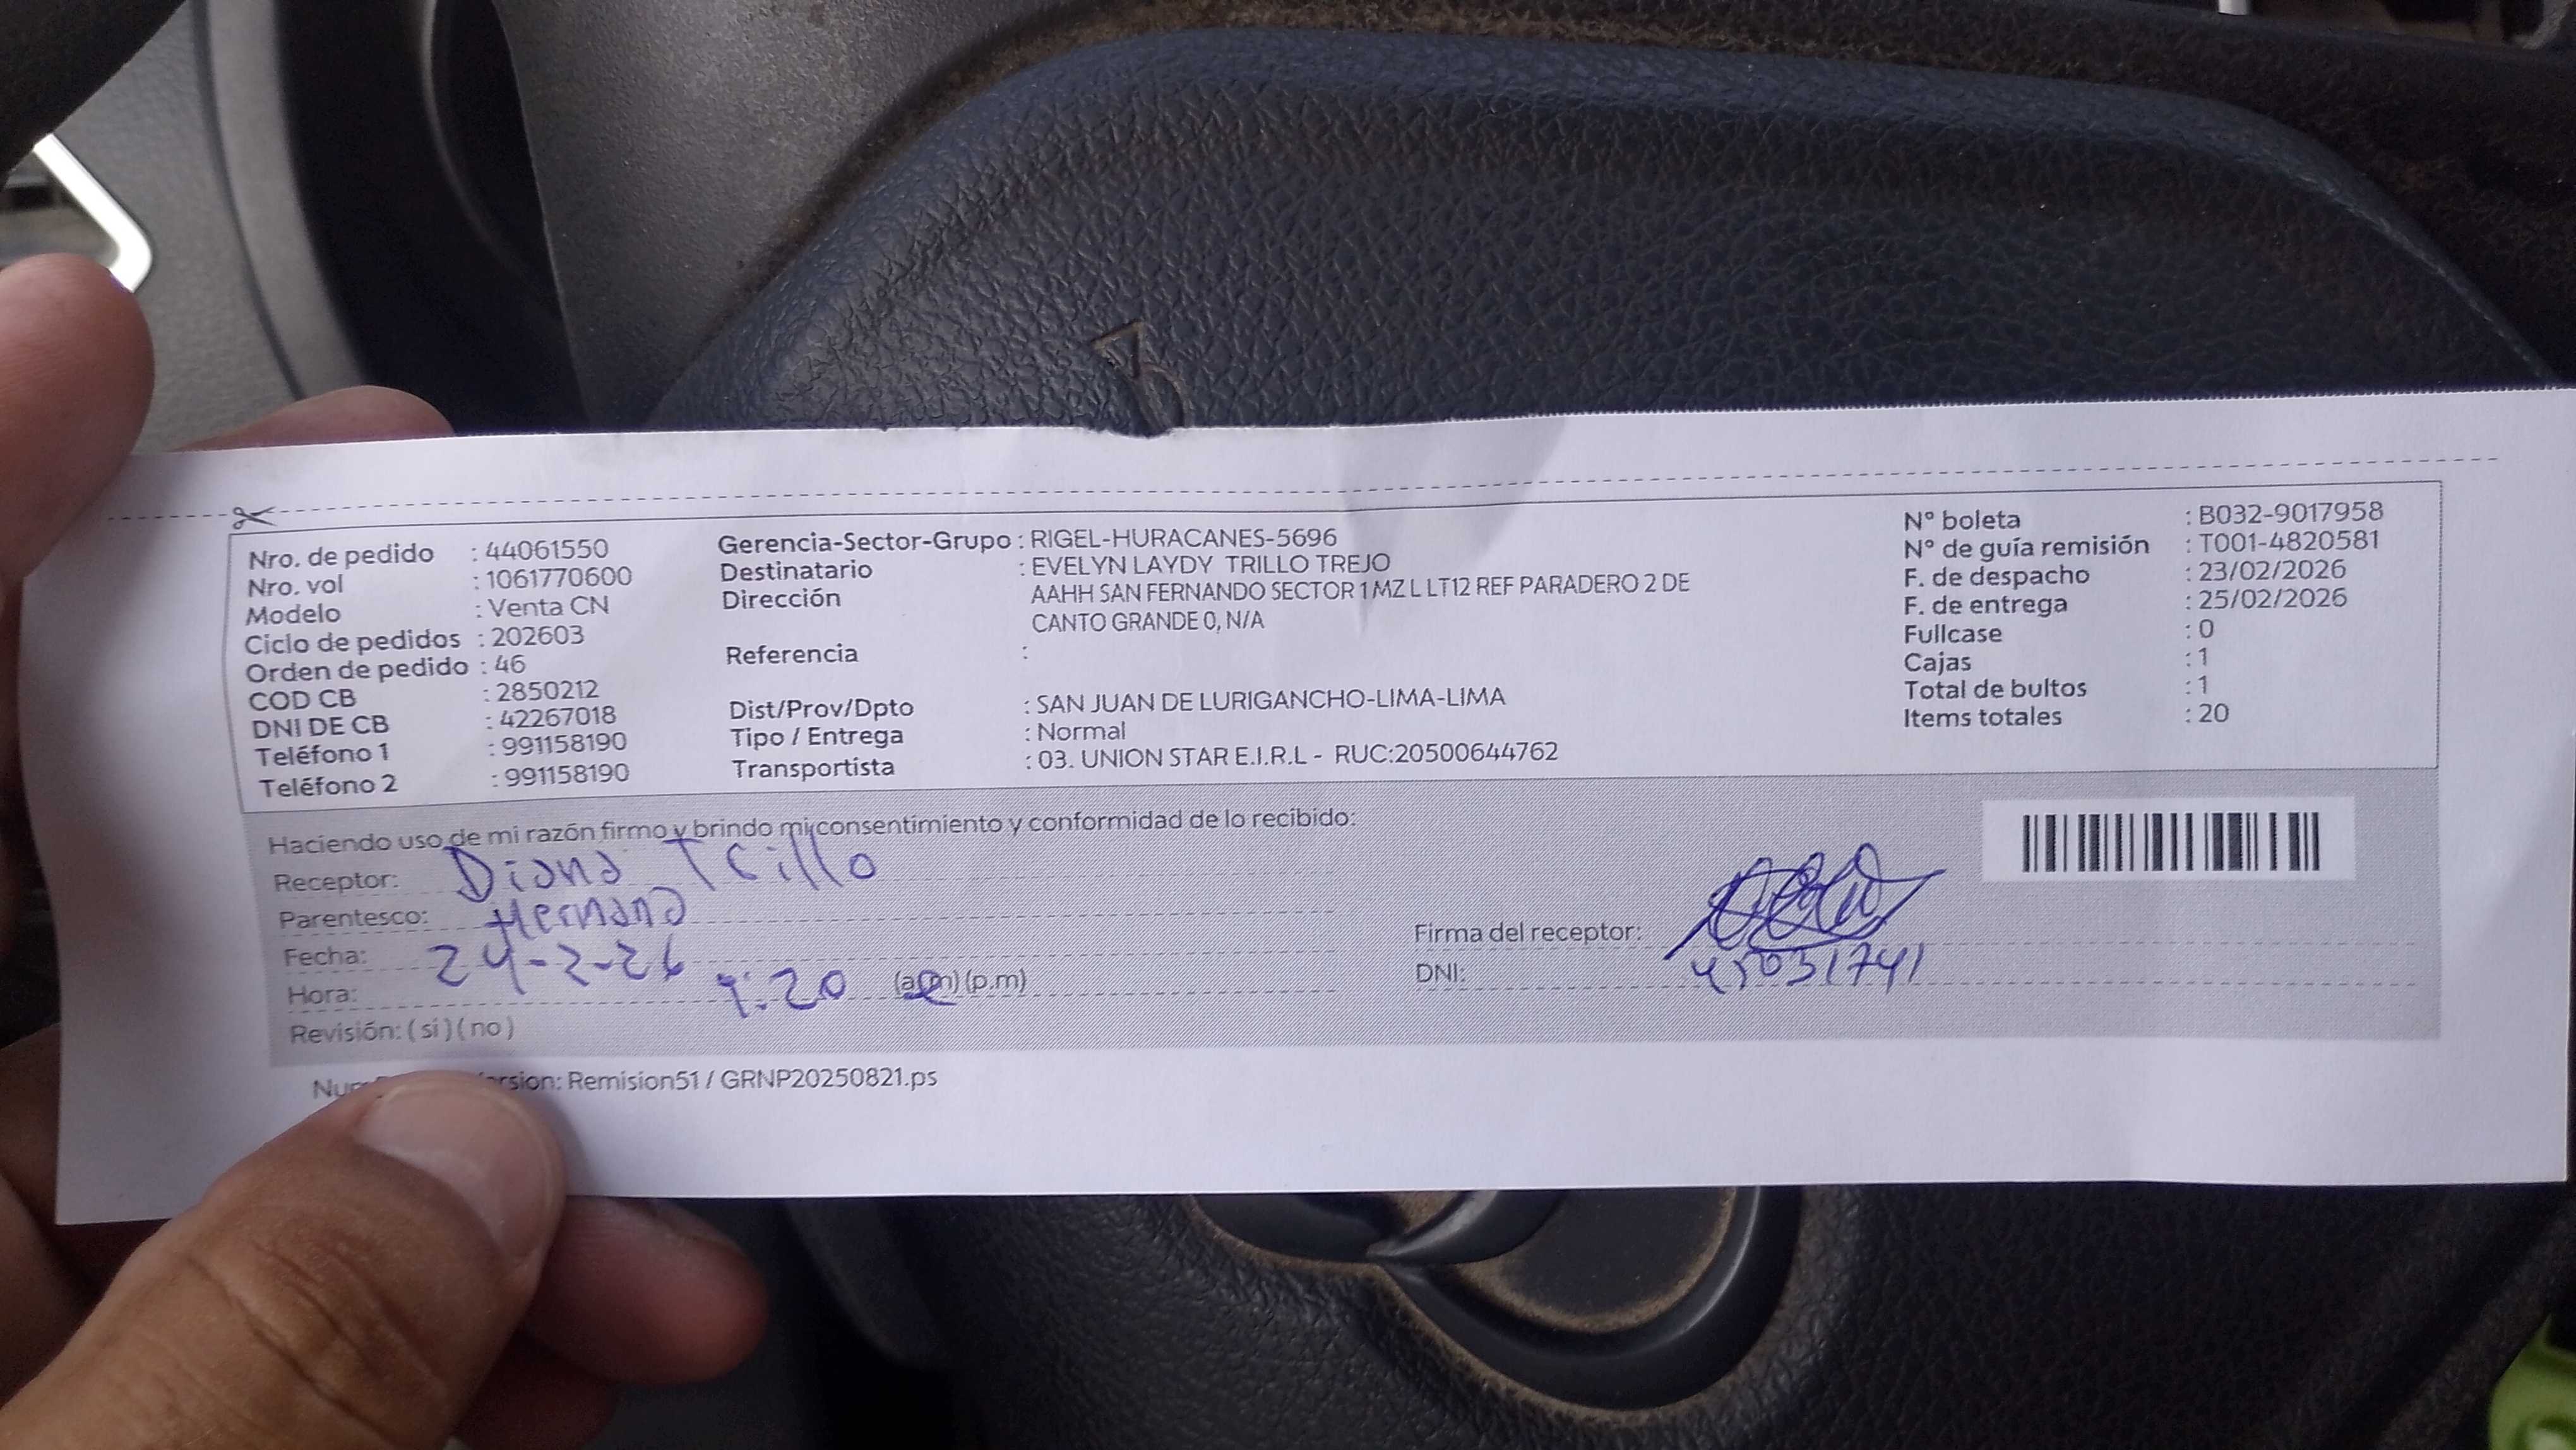 Nro. de pedido : 44061550
Nro. vol : 1061770600
Modelo : Venta CN
Ciclo de pedidos : 202603
Orden de pedido : 46
COD CB : 2850212
DNI DE CB : 42267018
Teléfono 1 : 991158190
Teléfono 2 : 991158190
Gerencia-Sector-Grupo : RIGEL-HURACANES-5696
Destinatario : EVELYN LAYDY TRILLO TREJO
Dirección AAHH SAN FERNANDO SECTOR 1 MZ L LT12 REF PARADERO 2 DE
CANTO GRANDE 0, N/A
Referencia :
Dist/Prov/Dpto : SAN JUAN DE LURIGANCHO-LIMA-LIMA
Tipo / Entrega : Normal
Transportista : 03. UNION STAR E.I.R.L - RUC:20500644762
N° boleta : B032-9017958
N° de guía remisión : T001-4820581
F. de despacho : 23/02/2026
F. de entrega : 25/02/2026
Fullcase : 0
Cajas : 1
Total de bultos : 1
Items totales : 20
Haciendo uso de mi razón firmo y brindo mi consentimiento y conformidad de lo recibido:
Receptor: Diana Trillo
Parentesco: Hermana
Fecha: 24-2-26
Hora: :20 (a.m) (p.m)
Revisión: ( si ) ( no )
Firma del receptor:
DNI: 45031741
Remision51 / GRNP20250821.ps